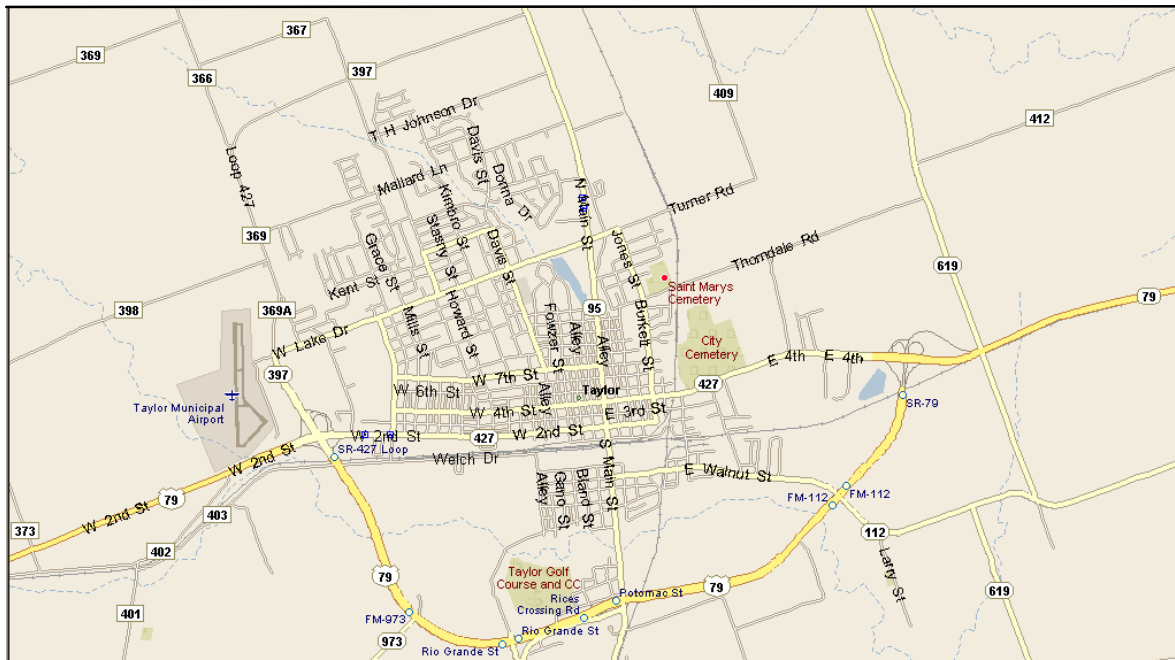 369
367
366
397
T H Johnson Dr
409
412
Loop 427
Davis St
Donna Dr
Mallard Ln
Kimbro St
N Main St
Turner Rd
369
Grace St
Stasny St
Davis St
Jones St
Thorndale Rd
619
Kent St
Saint Marys
Cemetery
79
398
369A
Mills St
Howard St
Fowzer St
Alley
95
Alley
Burkett St
W Lake Dr
City
Cemetery
E 4th
E 4th
397
W 7th St
W 6th St
Alley
Taylor
427
SR-79
Taylor Municipal
Airport
W 4th St
E 3rd St
W 2nd St
427
W 2nd St
W 2nd St
SR-427 Loop
Welch Dr
S Main St
E Walnut St
Alley
Gano St
Bland St
FM-112
FM-112
79
W 2nd St
403
373
402
112
Larry St
79
Taylor Golf
Course and CC
Rices
Crossing Rd
Potomac St
79
619
401
FM-973
973
Rio Grande St
Rio Grande St